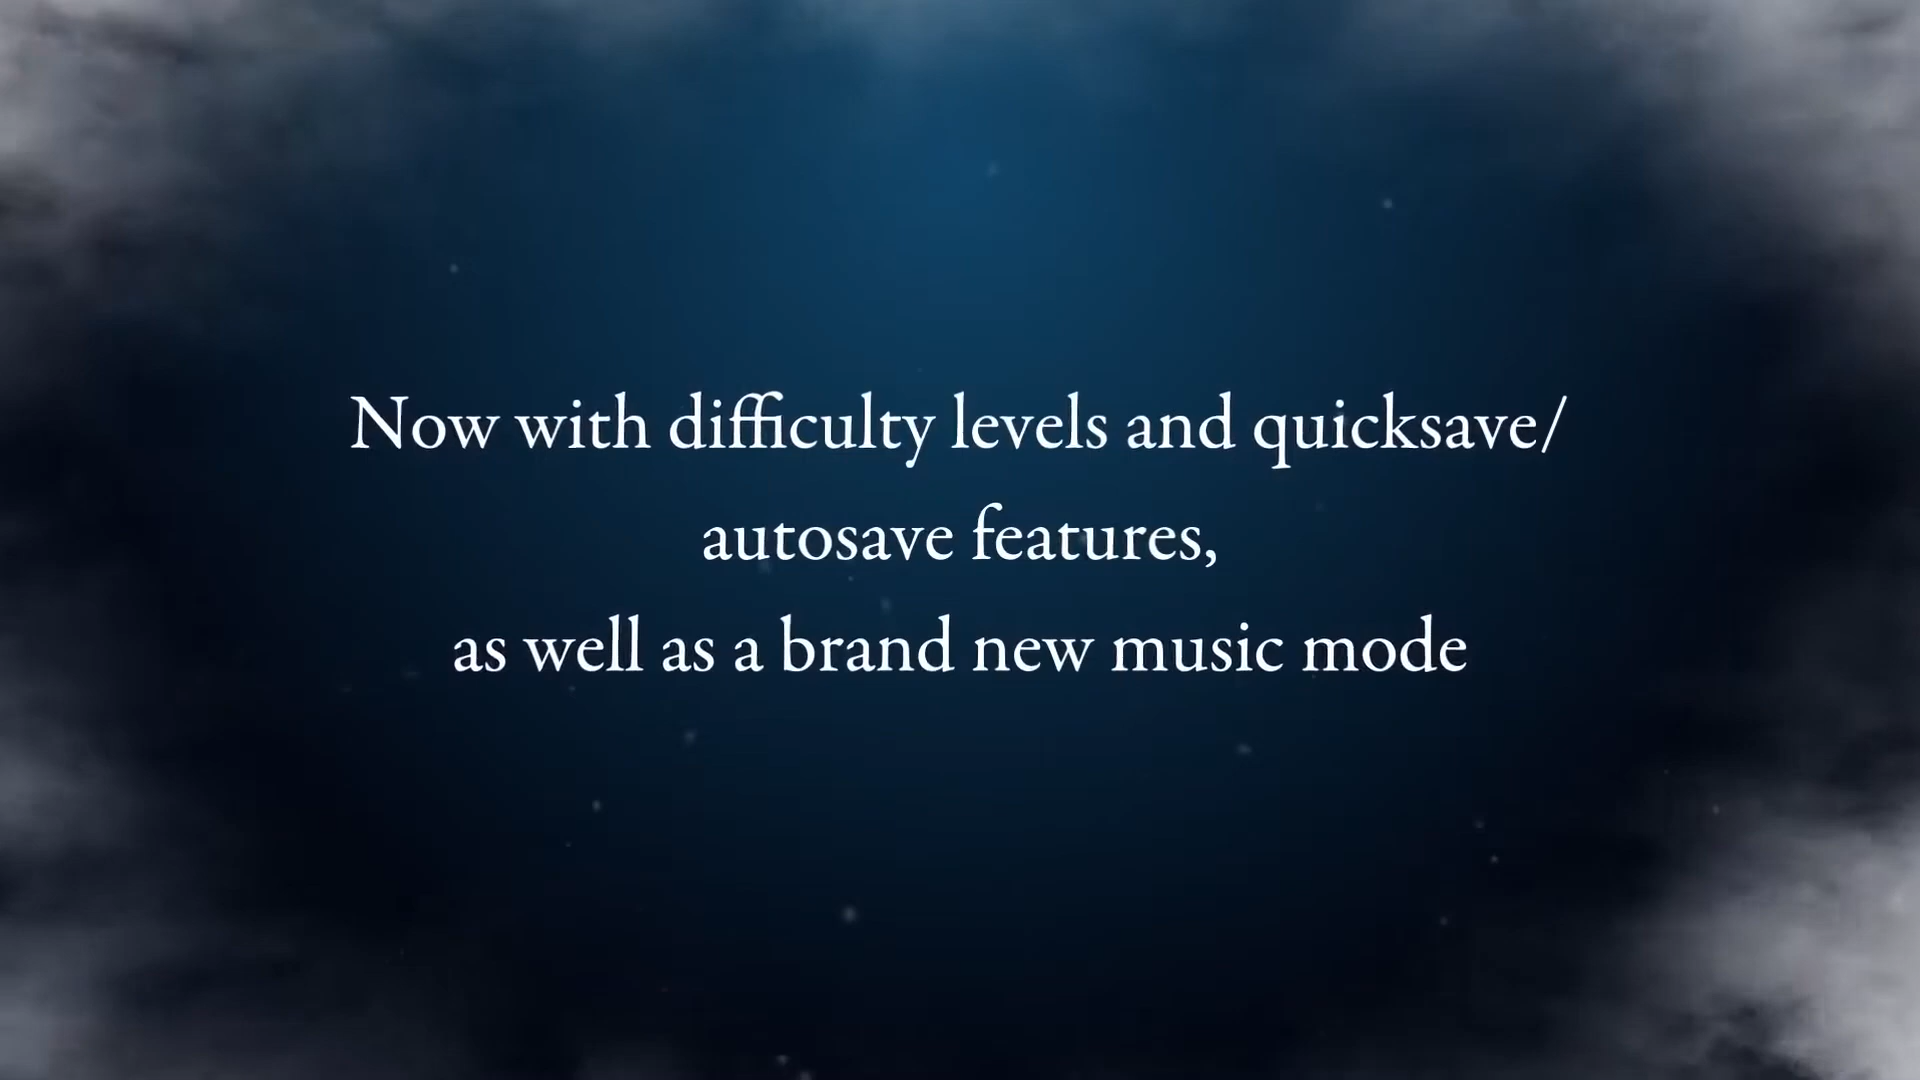 Now with difficulty levels and quicksave/
autosave features,
as well as a brand new music mode